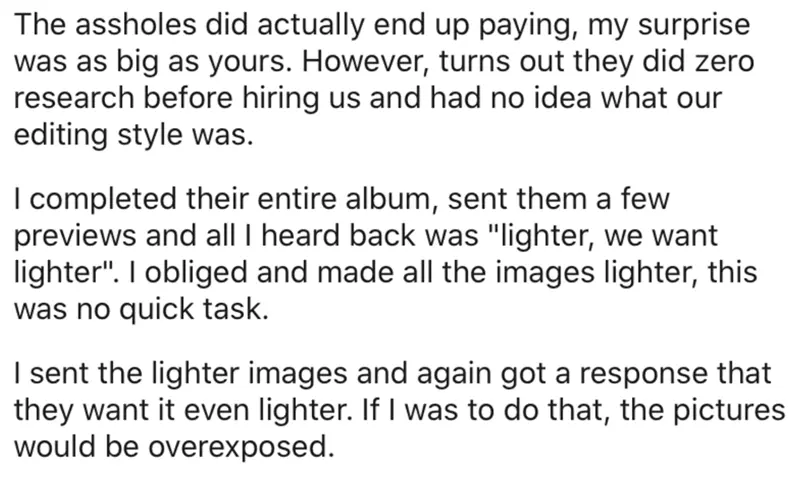 The assholes did actually end up paying, my surprise
was as big as yours. However, turns out they did zero
research before hiring us and had no idea what our
editing style was.
I completed their entire album, sent them a few
previews and all I heard back was "lighter, we want
lighter". I obliged and made all the images lighter, this
was no quick task.
I sent the lighter images and again got a response that
they want it even lighter. If I was to do that, the pictures
would be overexposed.